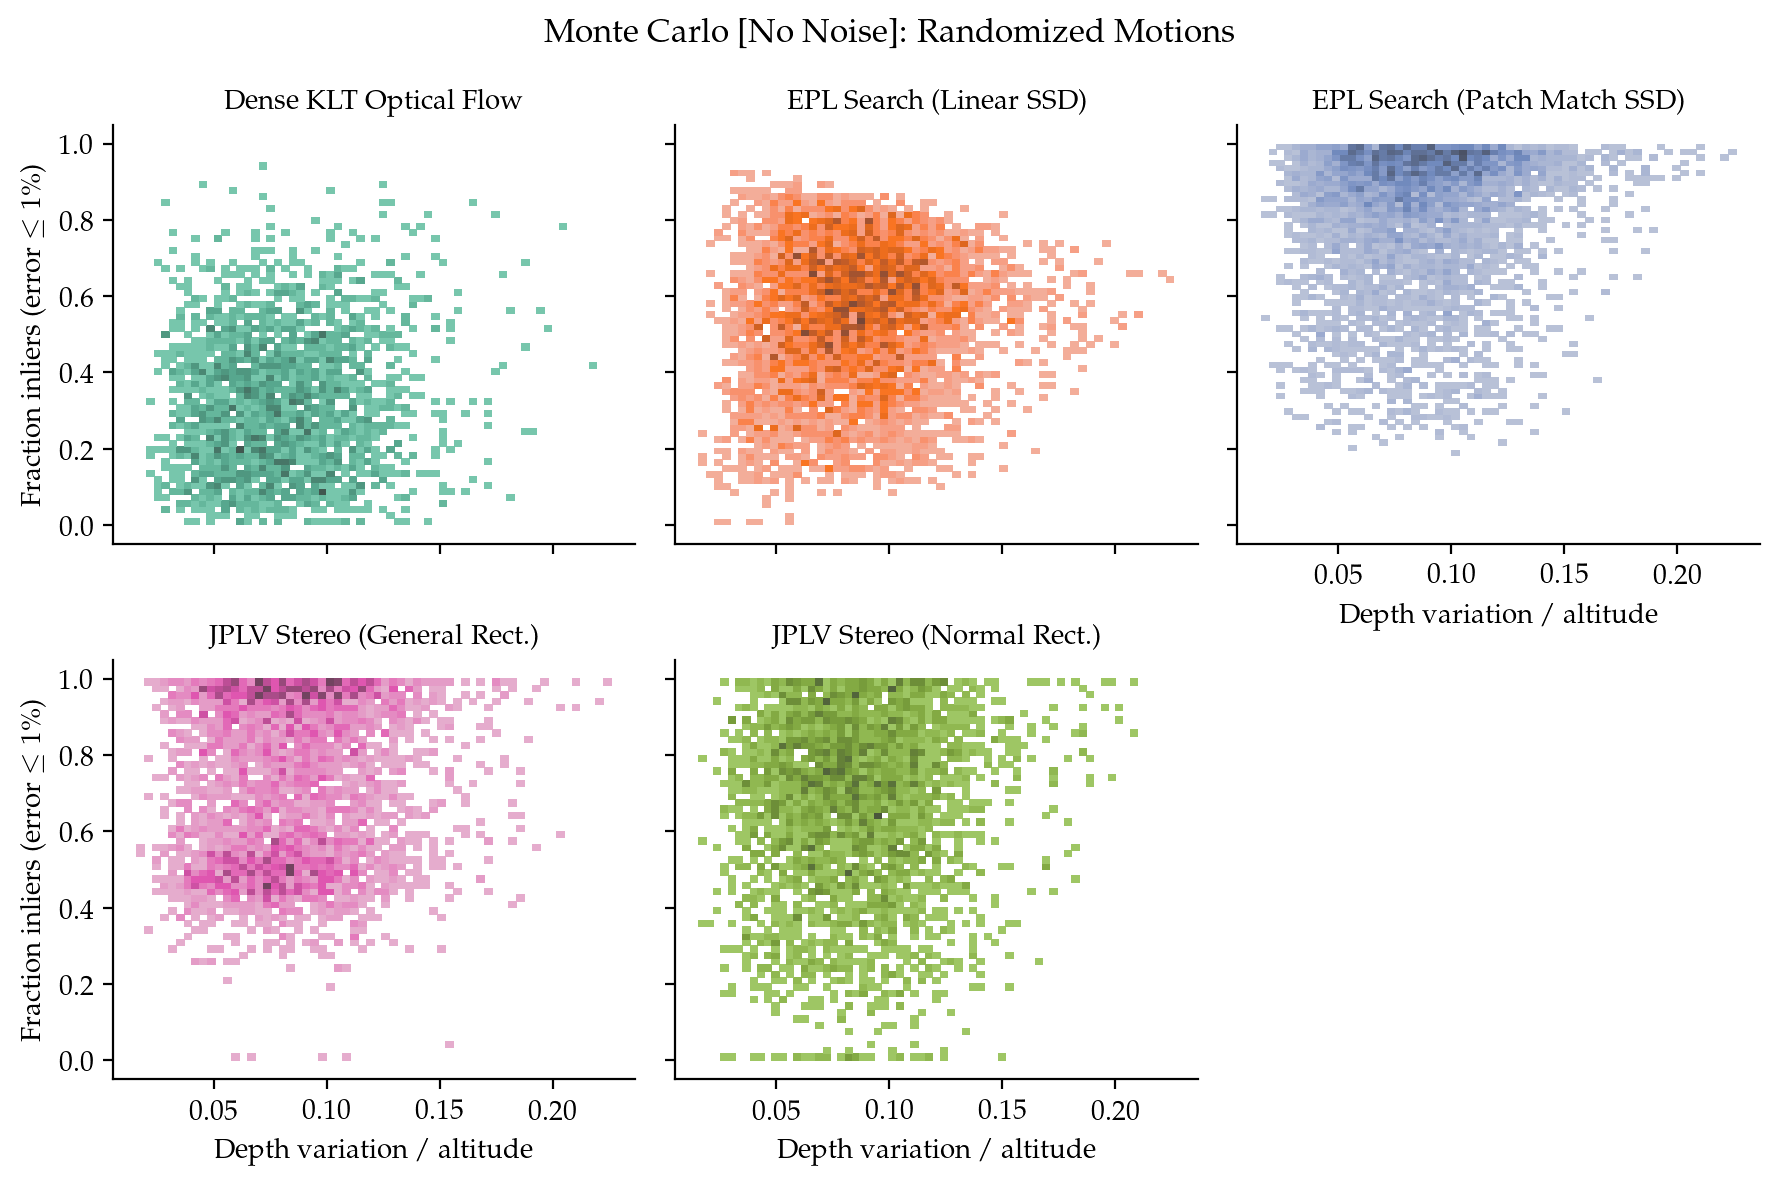 Monte Carlo [No Noise]: Randomized Motions
Dense KLT Optical Flow
EPL Search (Linear SSD)
EPL Search (Patch Match SSD)
Fraction inliers (error ≤ 1%)
1.0
0.8
0.6
0.4
0.2
0.0
0.05 0.10 0.15 0.20
Depth variation / altitude
JPLV Stereo (General Rect.)
JPLV Stereo (Normal Rect.)
Fraction inliers (error ≤ 1%)
1.0
0.8
0.6
0.4
0.2
0.0
0.05 0.10 0.15 0.20
0.05 0.10 0.15 0.20
Depth variation / altitude
Depth variation / altitude